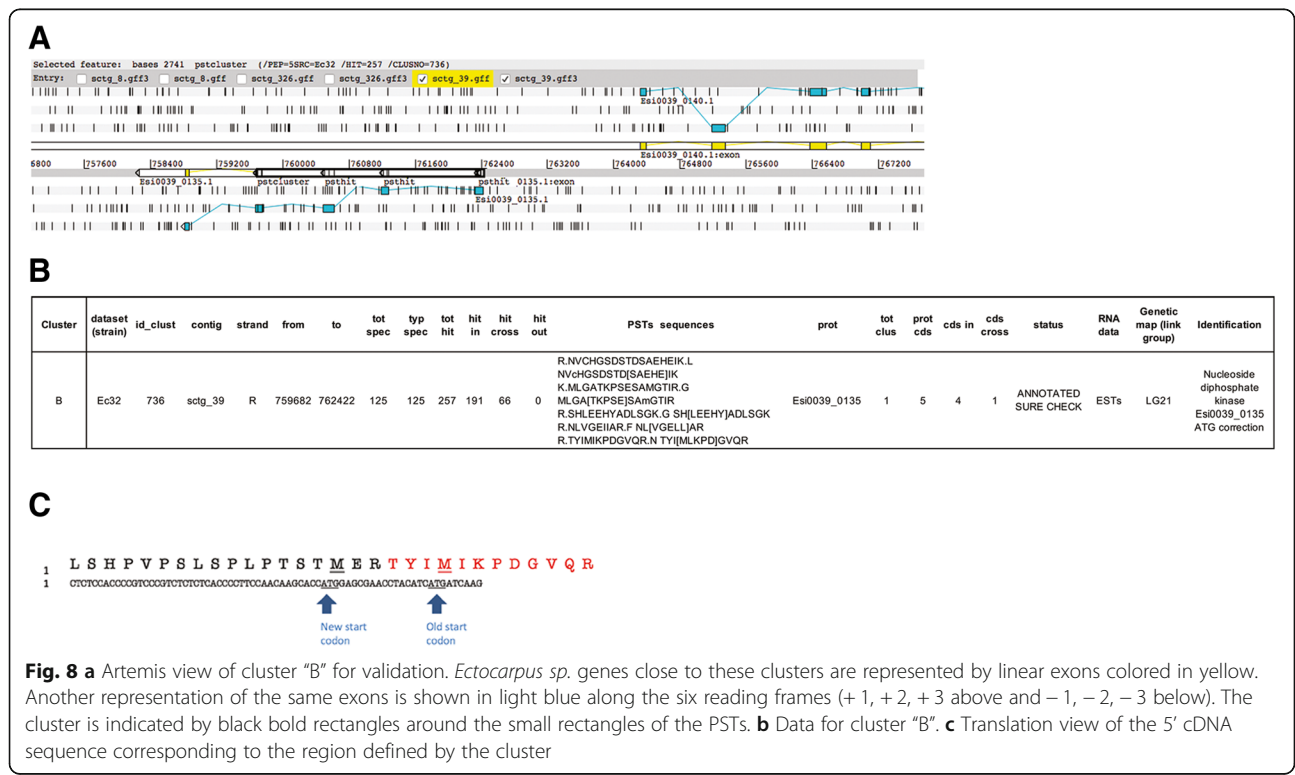 A
Selected feature: bases 2741 pstcluster (/PEP=5SRC=Ec32 /HIT=257 /CLUSNO=736)
Entry: sctg_8.gff3 sctg_8.gff sctg_326.gff sctg_326.gff3 sctg_39.gff sctg_39.gff3
Esi0039_0140.1
Esi0039_0140.1:exon
6800 757600 758400 759200 760000 760800 761600 762400 763200 764000 764800 765600 766400 767200
Esi0039_0135.1 pstcluster psthit psthit psthit 0135.1:exon
Esi0039_0135.1
B
Cluster dataset (strain) id_clust contig strand from to tot spec typ spec tot hit hit in hit cross hit out PSTs sequences prot tot clus prot cds cds in cds cross status RNA data Genetic map (link group) Identification
R.NVCHGSDSTDSAEHEIK.L
NVcHGSDSTD[SAEHE]IK
K.MLGATKPSESAMGTIR.G
MLGA[TKPSE]SAmGTIR
R.SHLEEHYADLSGK.G SH[LEEHY]ADLSGK
R.NLVGEIIAR.F NL[VGELL]AR
R.TYIMIKPDGVQR.N TYI[MLKPD]GVQR
B Ec32 736 sctg_39 R 759682 762422 125 125 257 191 66 0 Esi0039_0135 1 5 4 1 ANNOTATED SURE CHECK ESTs LG21 Nucleoside diphosphate kinase Esi0039_0135 ATG correction
C
1 L S H P V P S L S P L P T S T M E R T Y I M I K P D G V Q R
1 CTCTCCACCCCGTCCCGTCTCTCTCACCCCTTCCAACAAGCACCATGGAGCGAACCTACATCATGATCAAG
New start codon
Old start codon
Fig. 8 a Artemis view of cluster “B” for validation. Ectocarpus sp. genes close to these clusters are represented by linear exons colored in yellow.
Another representation of the same exons is shown in light blue along the six reading frames (+ 1, + 2, + 3 above and − 1, − 2, − 3 below). The
cluster is indicated by black bold rectangles around the small rectangles of the PSTs. b Data for cluster “B”. c Translation view of the 5’ cDNA
sequence corresponding to the region defined by the cluster